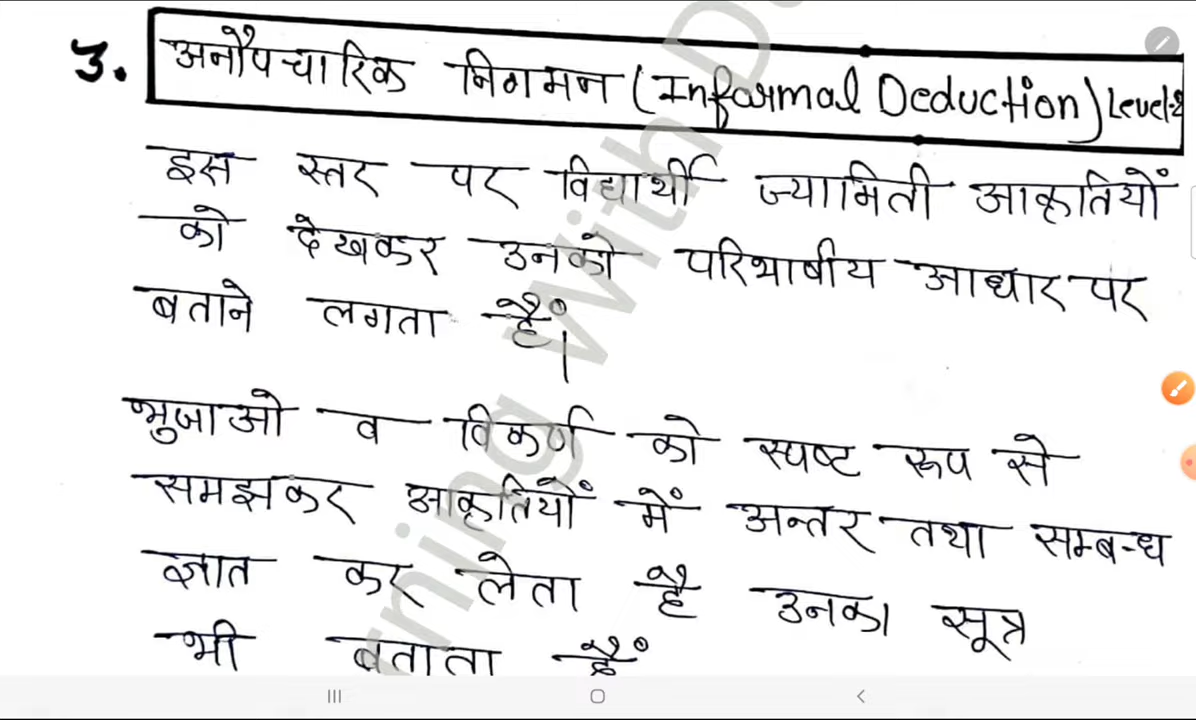 3. अनौपचारिक निगमन (Informal Deduction) Level-2
इस स्तर पर विद्यार्थी ज्यामिती आकृतियों
को देखकर उनको परिभाषीय आधार पर
बताने लगता हैं।
भुजाओ व विकर्ण को स्पष्ट रूप से
समझकर आकृतियों में अन्तर तथा सम्बन्ध
ज्ञात कर लेता है उनका सूत्र
भी बताता हैं